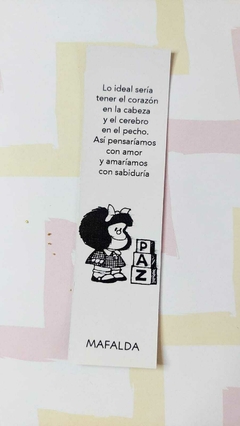 Lo ideal sería
tener el corazón
en la cabeza
y el cerebro
en el pecho.
Así pensaríamos
con amor
y amaríamos
con sabiduría
P
A
Z
MAFALDA